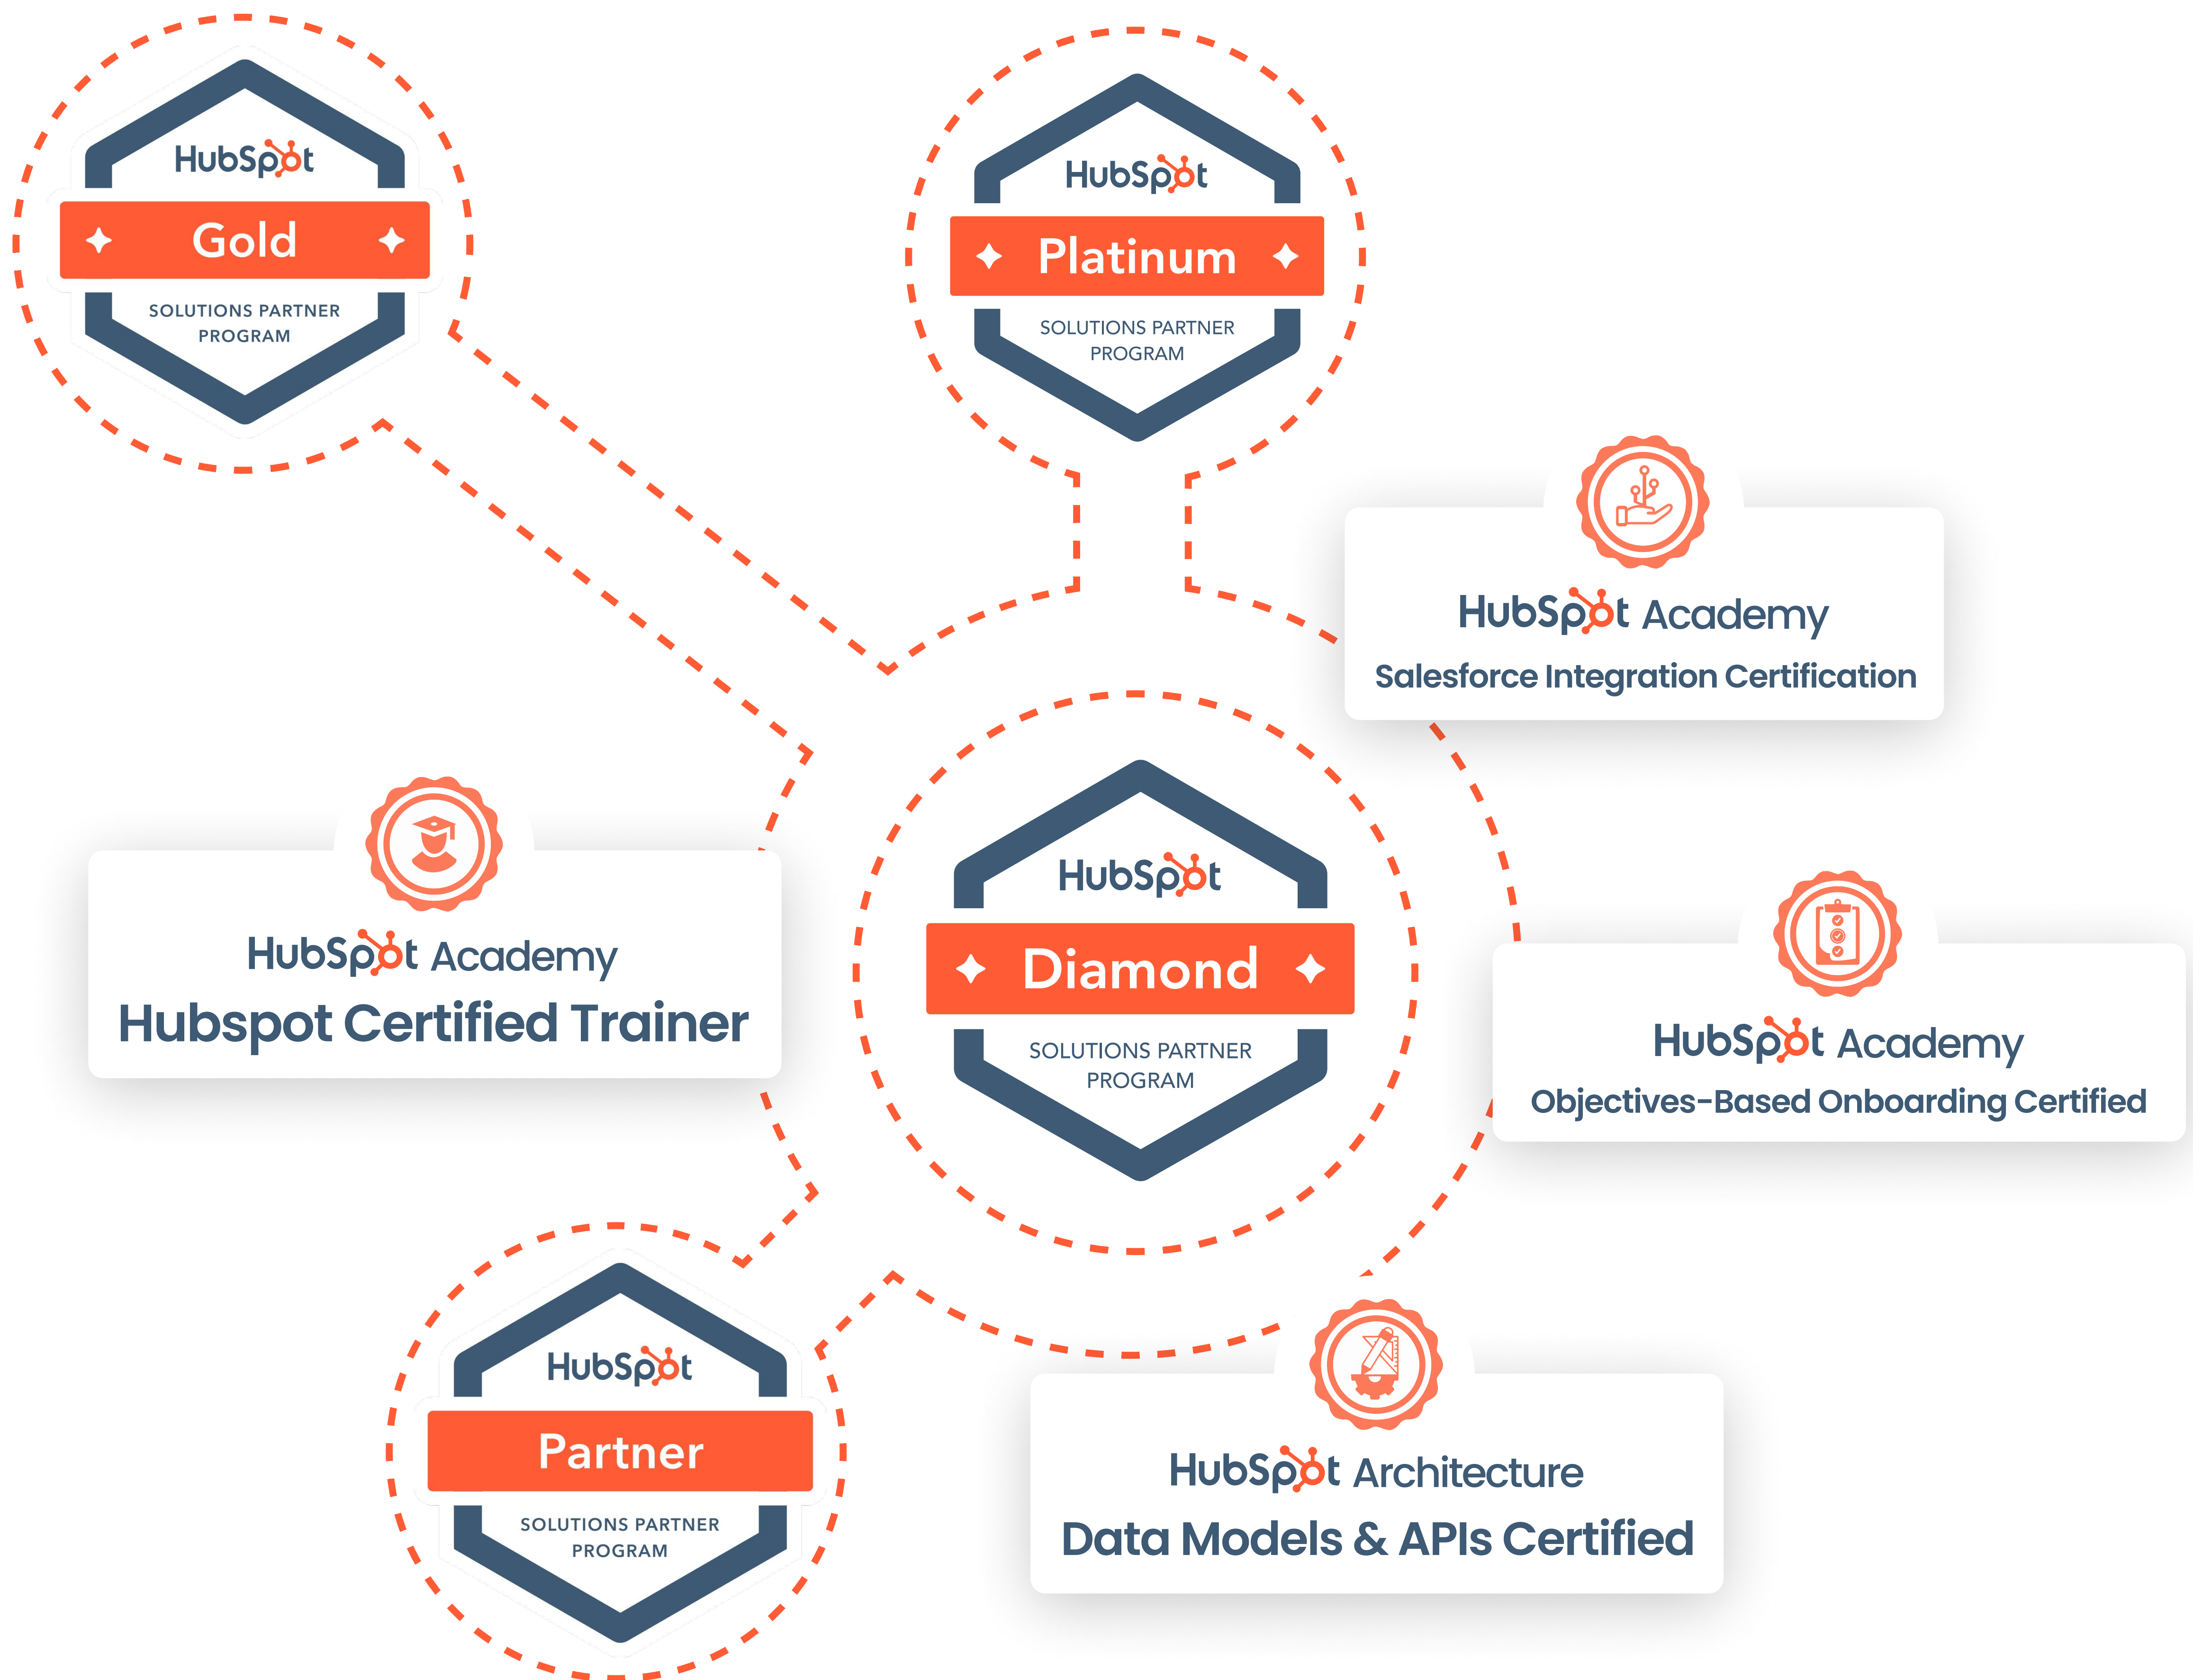 HubSpot
Gold
SOLUTIONS PARTNER
PROGRAM
HubSpot
Platinum
SOLUTIONS PARTNER
PROGRAM
HubSpot Academy
Salesforce Integration Certification
HubSpot Academy
Hubspot Certified Trainer
HubSpot
Diamond
SOLUTIONS PARTNER
PROGRAM
HubSpot Academy
Objectives-Based Onboarding Certified
HubSpot
Partner
SOLUTIONS PARTNER
PROGRAM
HubSpot Architecture
Data Models & APIs Certified